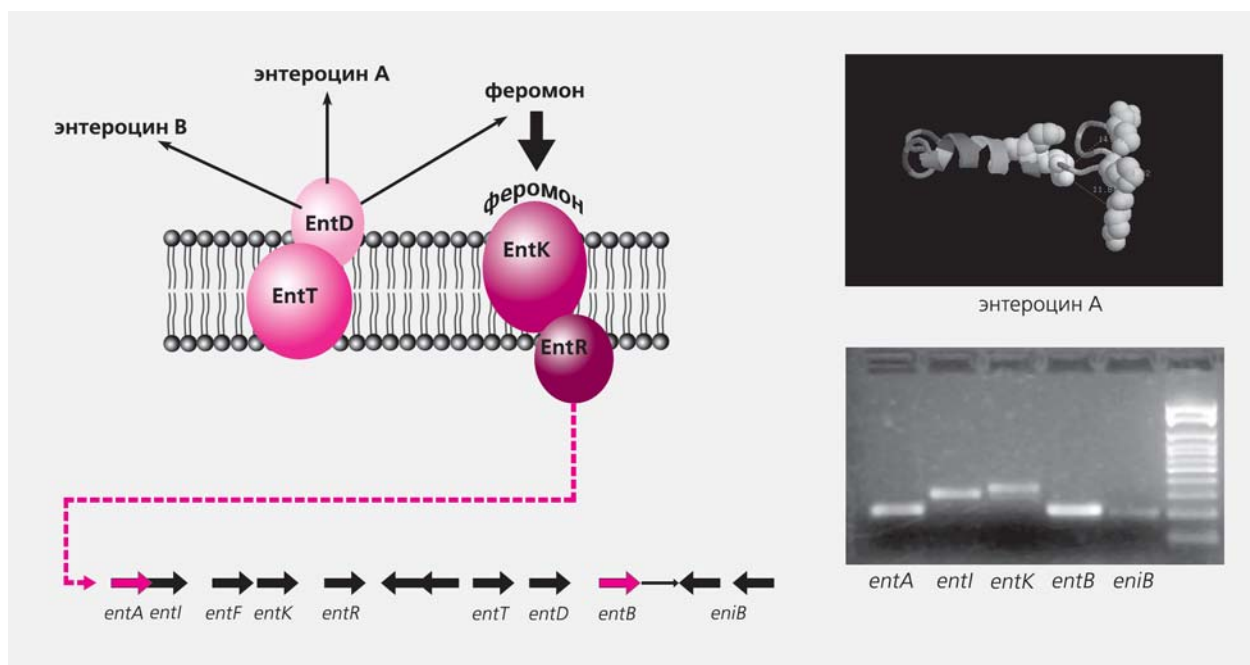 энтероцин A
феромон
энтероцин B
феромон
EntD
EntK
EntT
EntR
entA entI entF entK entR entT entD entB eniB
энтероцин A
entA entI entK entB eniB